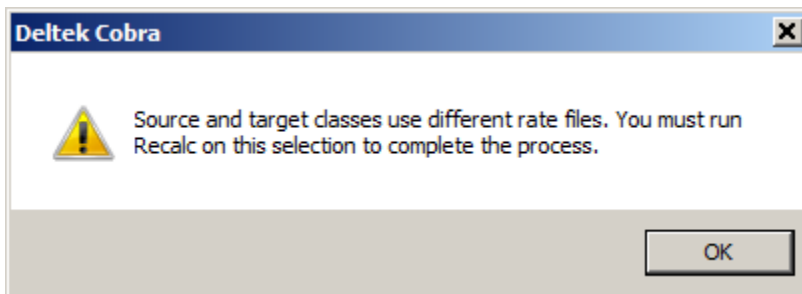 Deltek Cobra
Source and target classes use different rate files. You must run
Recalc on this selection to complete the process.
OK